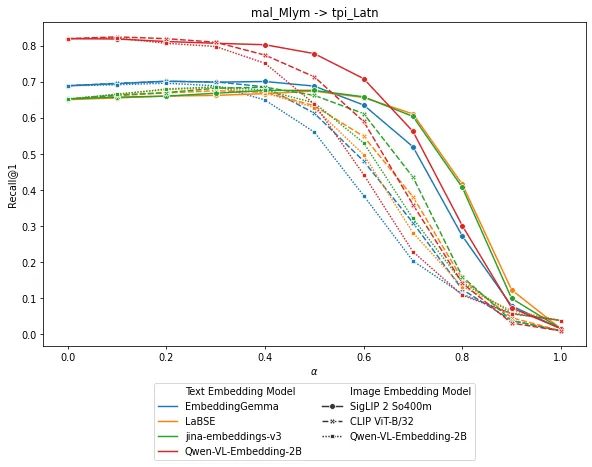 mal_Mlym -> tpi_Latn
Recall@1
0.8
0.7
0.6
0.5
0.4
0.3
0.2
0.1
0.0
0.0 0.2 0.4 0.6 0.8 1.0
α
Text Embedding Model
EmbeddingGemma
LaBSE
jina-embeddings-v3
Qwen-VL-Embedding-2B
Image Embedding Model
SigLIP 2 So400m
CLIP ViT-B/32
Qwen-VL-Embedding-2B